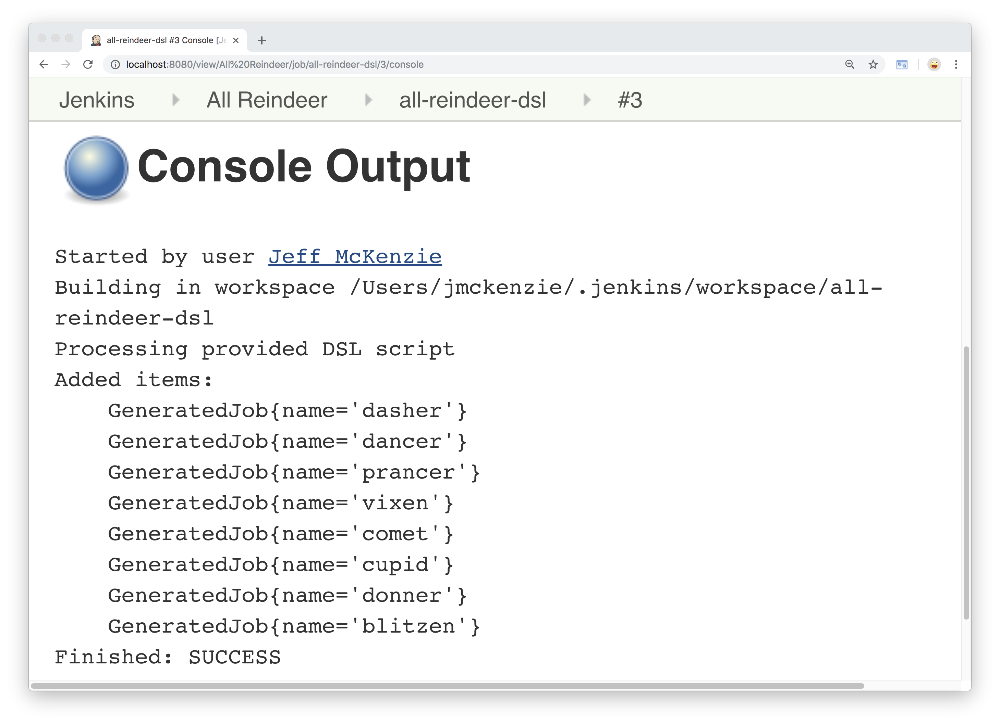 all-reindeer-dsl #3 Console [Je
localhost:8080/view/All%20Reindeer/job/all-reindeer-dsl/3/console
Jenkins All Reindeer all-reindeer-dsl #3
Console Output
Started by user Jeff McKenzie
Building in workspace /Users/jmckenzie/.jenkins/workspace/all-
reindeer-dsl
Processing provided DSL script
Added items:
GeneratedJob{name='dasher'}
GeneratedJob{name='dancer'}
GeneratedJob{name='prancer'}
GeneratedJob{name='vixen'}
GeneratedJob{name='comet'}
GeneratedJob{name='cupid'}
GeneratedJob{name='donner'}
GeneratedJob{name='blitzen'}
Finished: SUCCESS